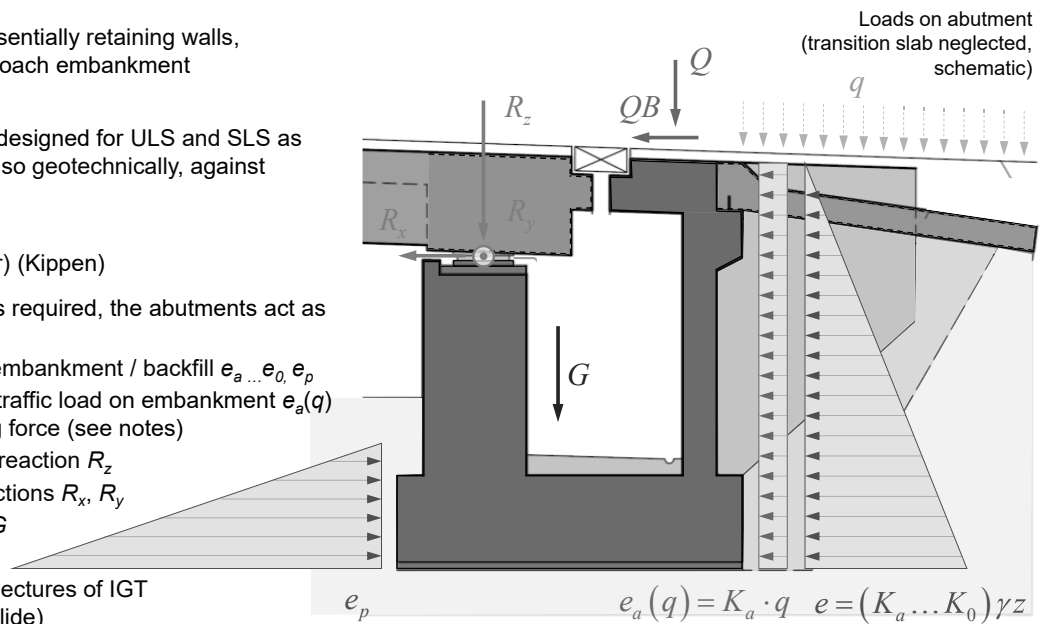 sentially retaining walls,
oach embankment
designed for ULS and SLS as
so geotechnically, against
r) (Kippen)
s required, the abutments act as
embankment / backfill e_a ... e_0, e_p
traffic load on embankment e_a(q)
g force (see notes)
reaction R_z
ctions R_x, R_y
G
ectures of IGT
lide)
Loads on abutment
(transition slab neglected,
schematic)
Q
q
QB
R_z
R_y
R_x
G
e_p
e_a(q) = K_a · q
e = (K_a ... K_0) γz